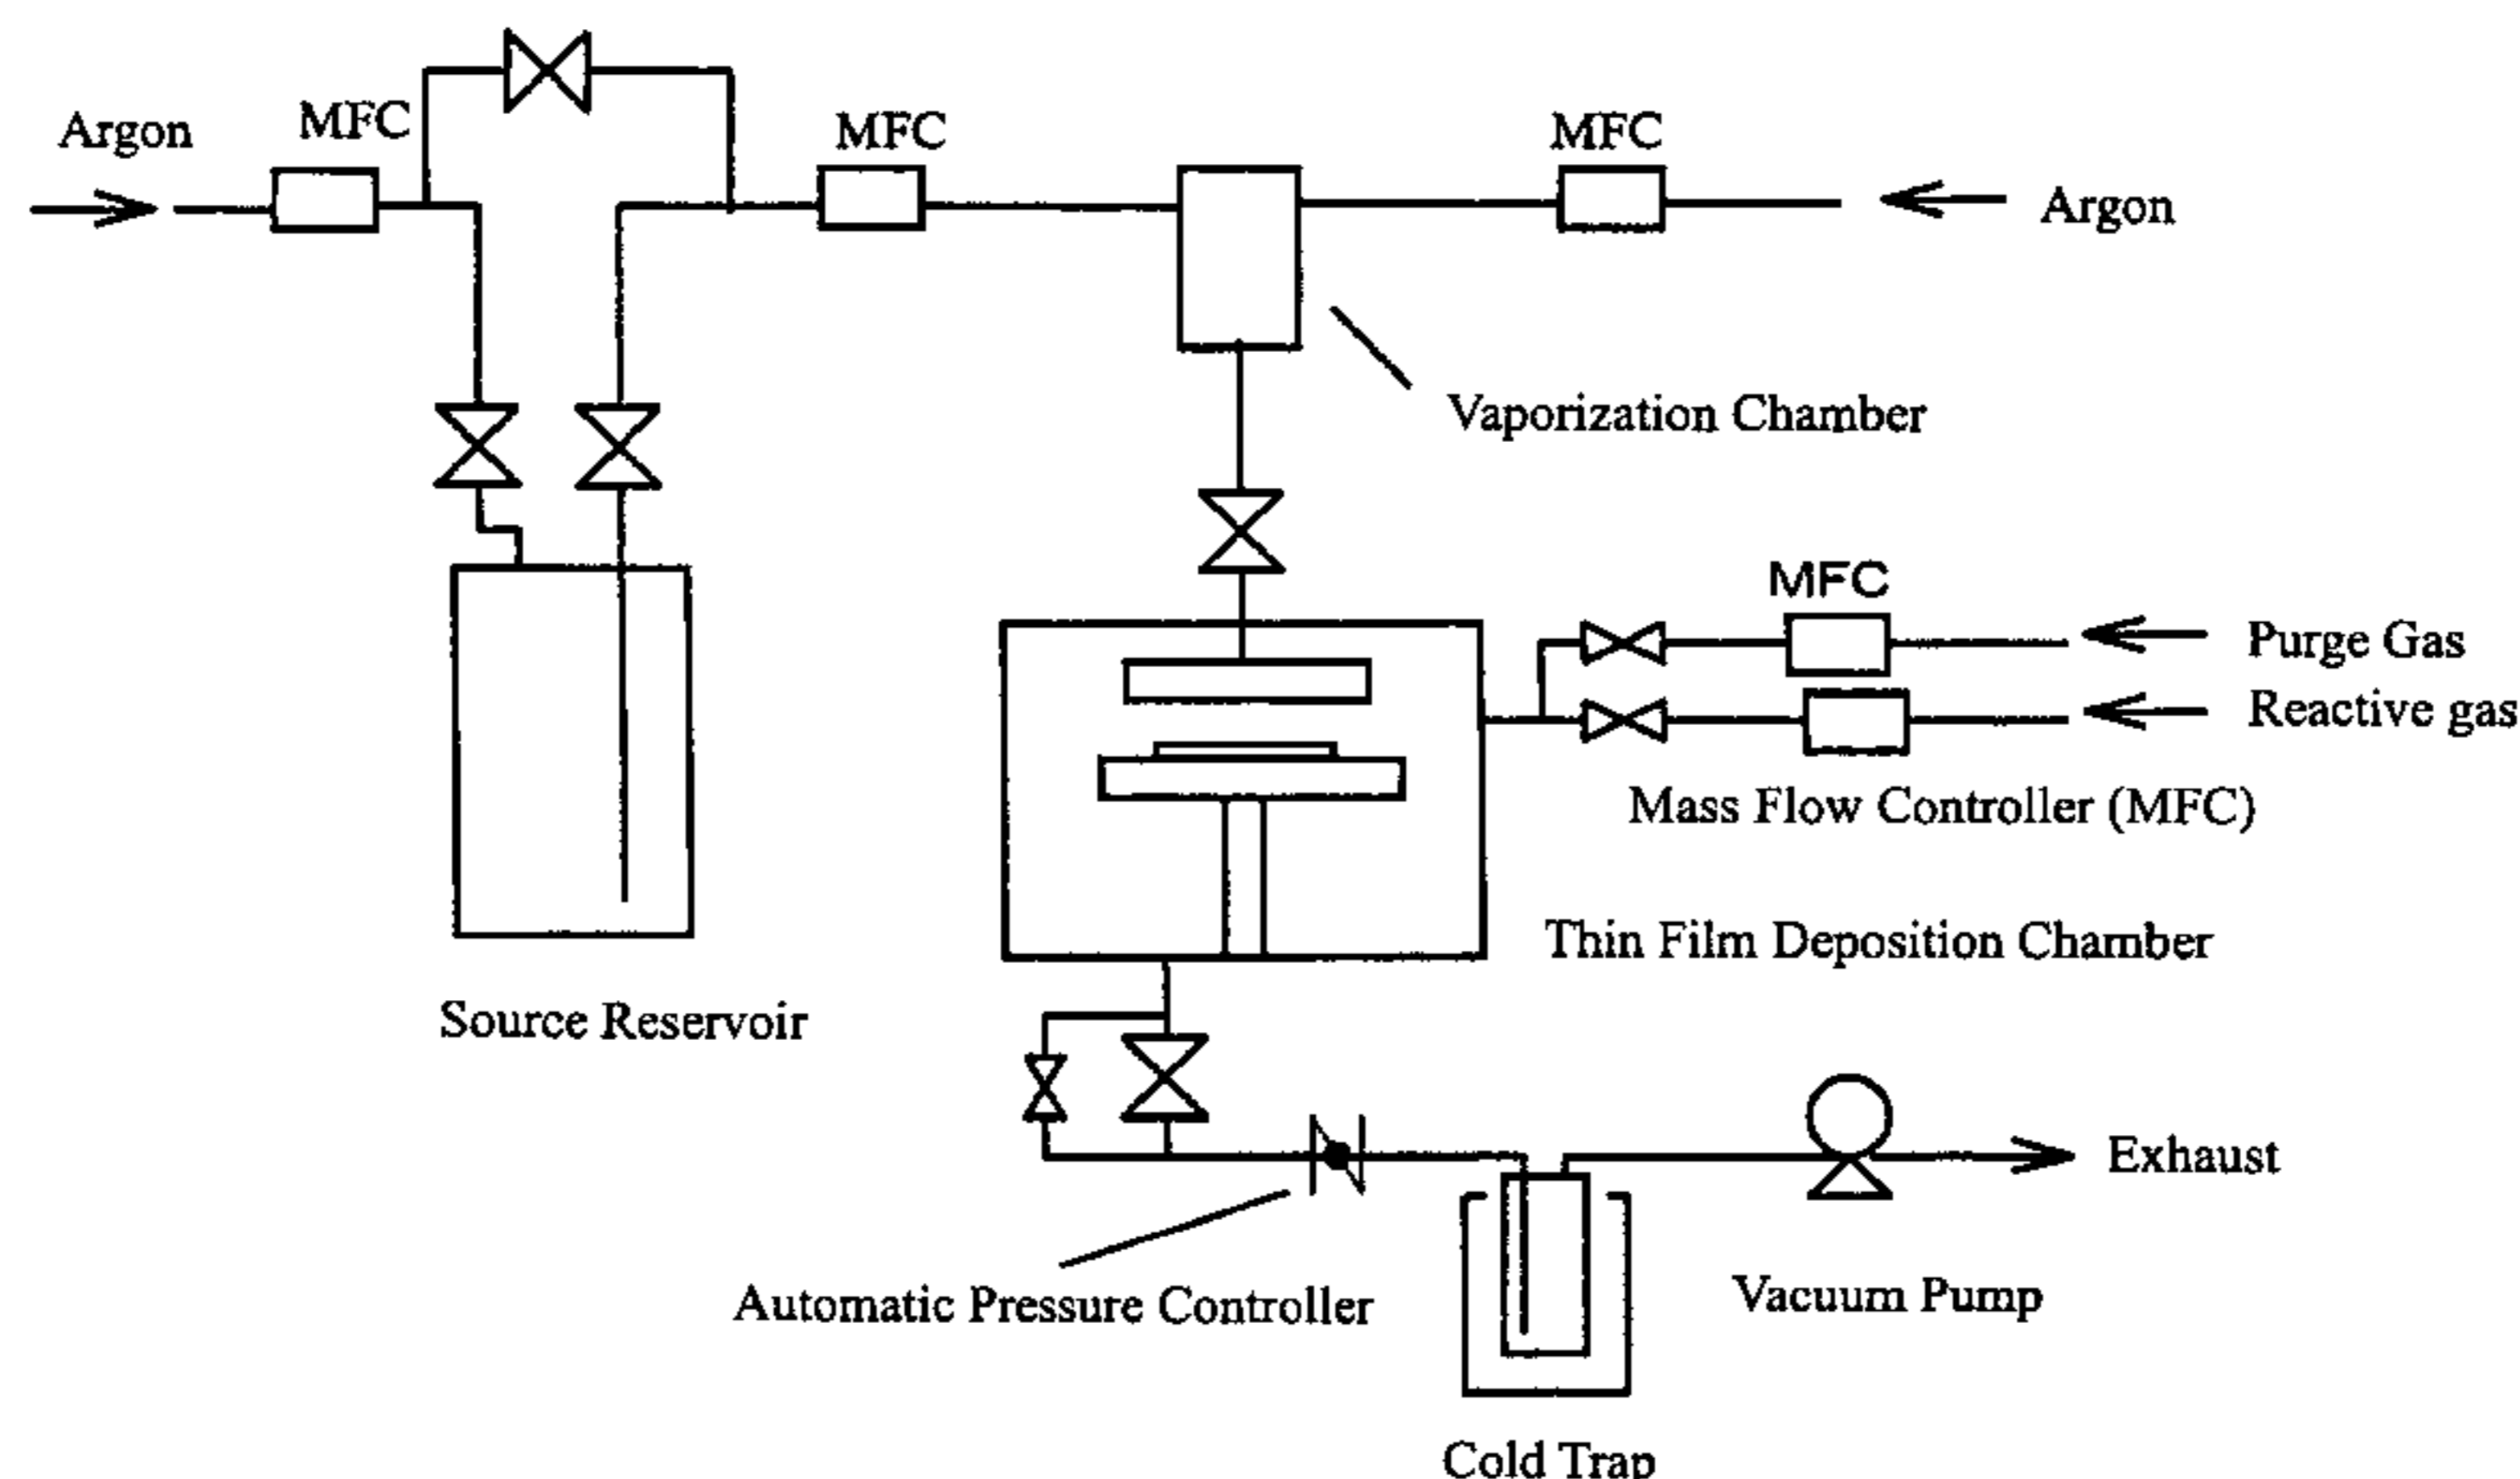 Argon
MFC
MFC
MFC
Argon
Vaporization Chamber
MFC
Purge Gas
Reactive gas
Mass Flow Controller (MFC)
Thin Film Deposition Chamber
Source Reservoir
Exhaust
Automatic Pressure Controller
Vacuum Pump
Cold Trap